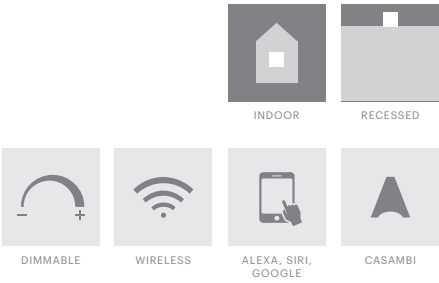 INDOOR
RECESSED
DIMMABLE
WIRELESS
ALEXA, SIRI,
GOOGLE
CASAMBI